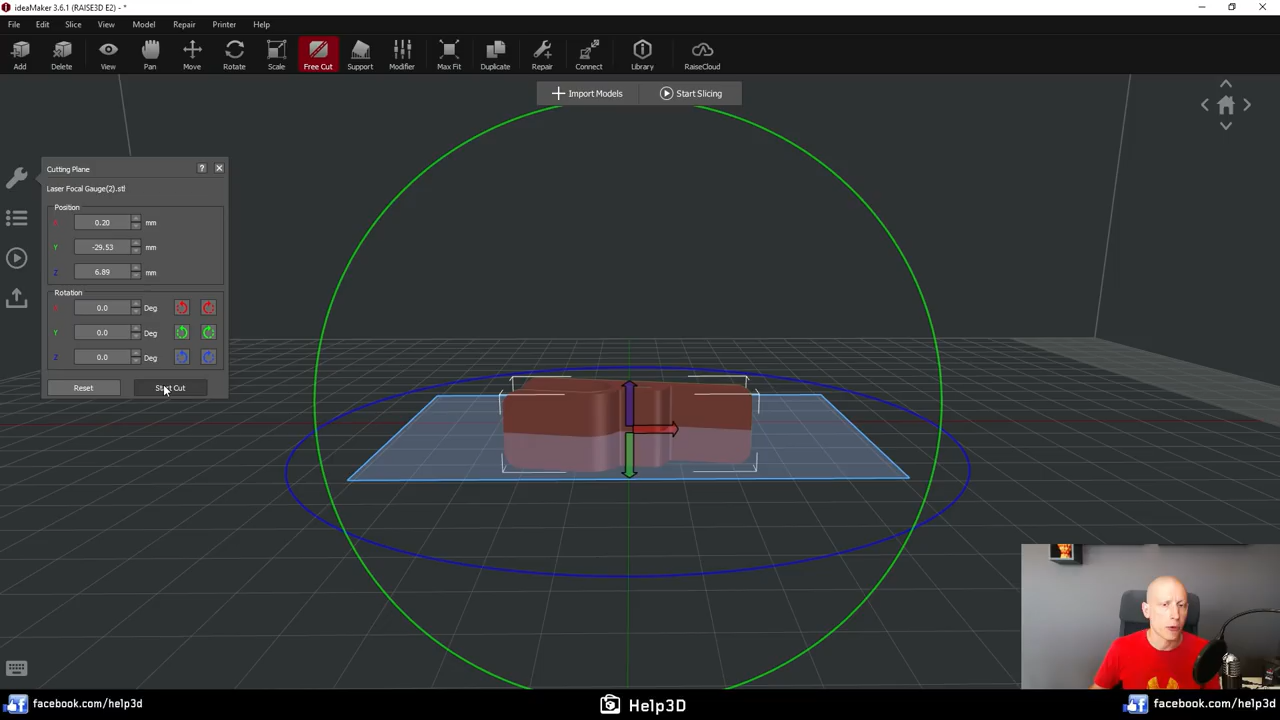 ideaMaker 3.6.1 (RAISE3D E2) - *
File Edit Slice View Model Repair Printer Help
Add Delete View Pan Move Rotate Scale Free Cut Support Modifier Max Fit Duplicate Repair Connect Library RaiseCloud
Import Models Start Slicing
Cutting Plane ?
Laser Focal Gauge(2).stl
Position
X 0.20 mm
Y -29.53 mm
Z 6.89 mm
Rotation
X 0.0 Deg
Y 0.0 Deg
Z 0.0 Deg
Reset Start Cut
facebook.com/help3d Help3D facebook.com/help3d